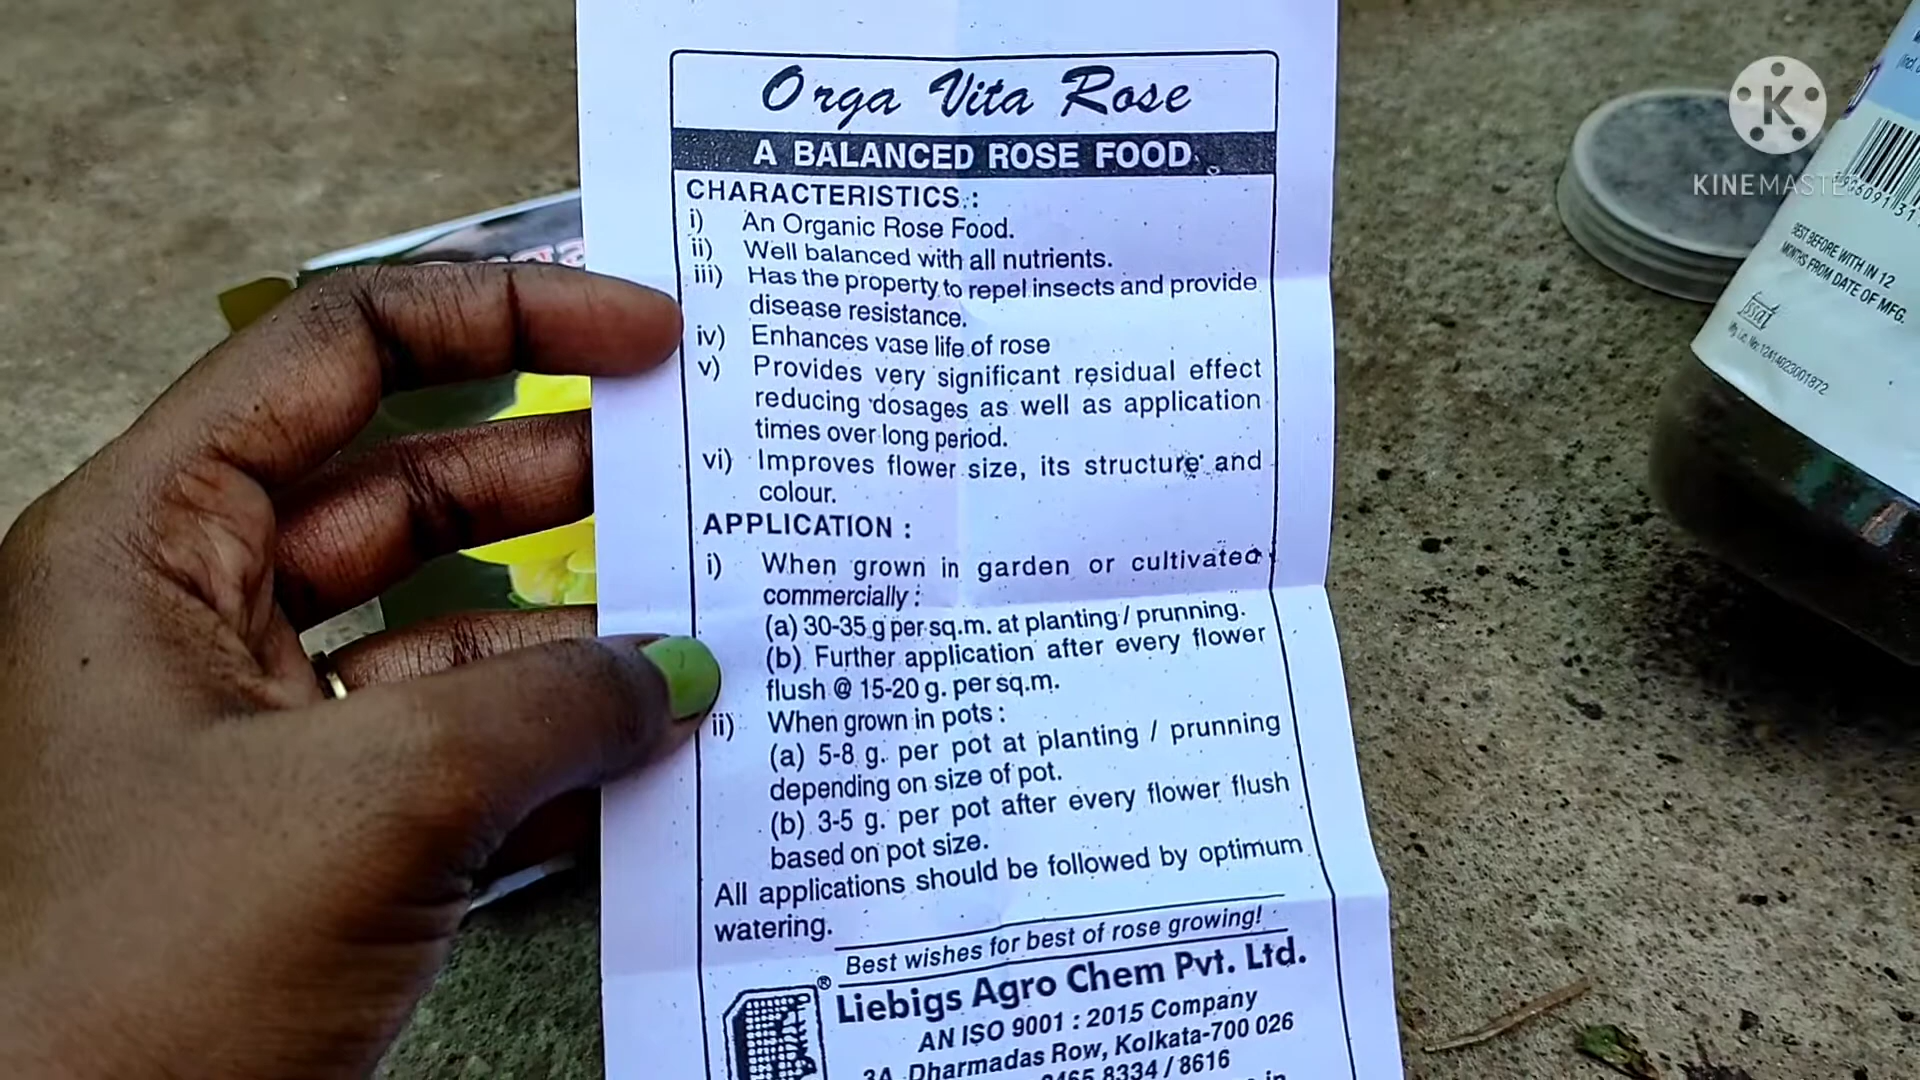 Orga Vita Rose
A BALANCED ROSE FOOD
CHARACTERISTICS :
i) An Organic Rose Food.
ii) Well balanced with all nutrients.
iii) Has the property to repel insects and provide
disease resistance.
iv) Enhances vase life of rose
v) Provides very significant residual effect
reducing dosages as well as application
times over long period.
vi) Improves flower size, its structure and
colour.
APPLICATION :
i) When grown in garden or cultivated
commercially :
(a) 30-35 g per sq.m. at planting / prunning.
(b) Further application after every flower
flush @ 15-20 g. per sq.m.
ii) When grown in pots :
(a) 5-8 g. per pot at planting / prunning
depending on size of pot.
(b) 3-5 g. per pot after every flower flush
based on pot size.
All applications should be followed by optimum
watering.
Best wishes for best of rose growing!
®
Liebigs Agro Chem Pvt. Ltd.
AN ISO 9001 : 2015 Company
3A, Dharmadas Row, Kolkata-700 026
8334 / 8616
K
KINEMASTER
BEST BEFORE WITH IN 12
MONTHS FROM DATE OF MFG.
fssai